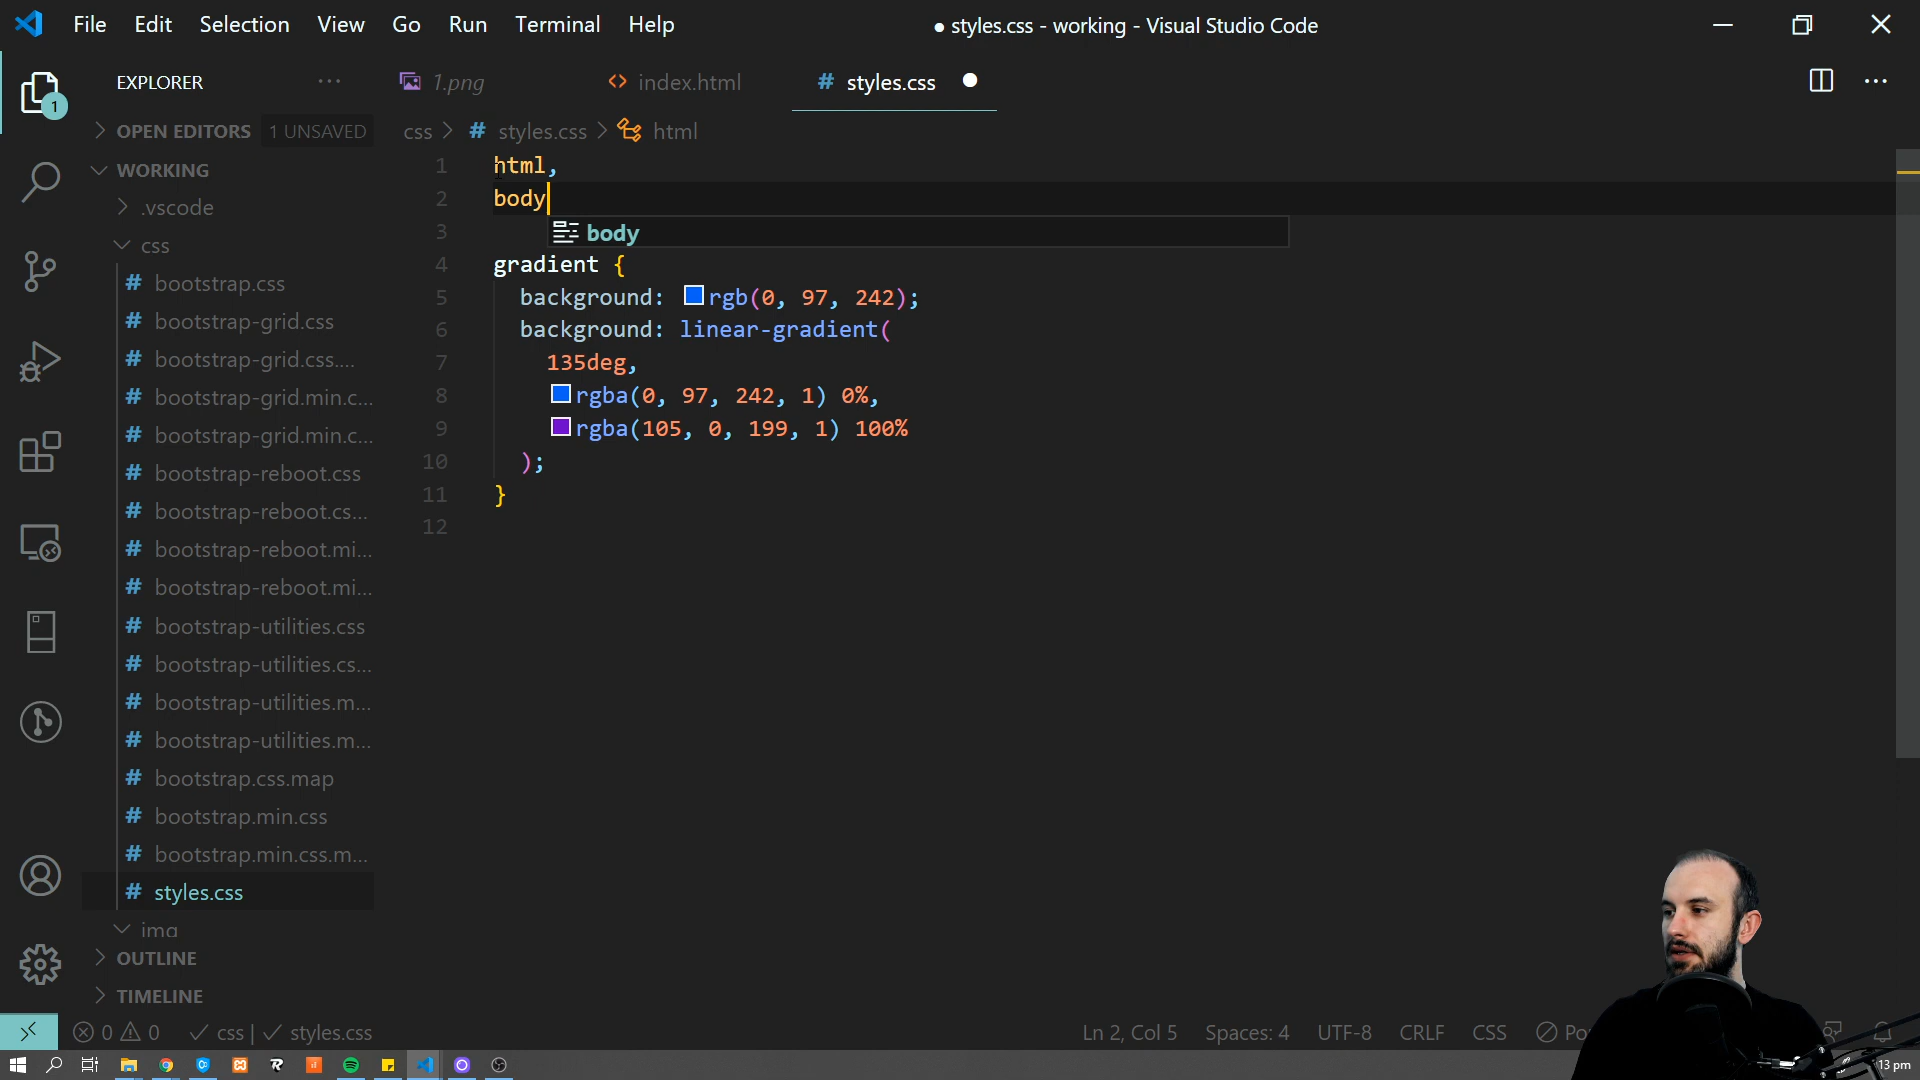 File Edit Selection View Go Run Terminal Help
● styles.css - working - Visual Studio Code
EXPLORER
1.png
index.html
# styles.css
1
OPEN EDITORS 1 UNSAVED
css > # styles.css > html
WORKING
.vscode
css
# bootstrap.css
# bootstrap-grid.css
# bootstrap-grid.css....
# bootstrap-grid.min.c...
# bootstrap-grid.min.c...
# bootstrap-reboot.css
# bootstrap-reboot.cs...
# bootstrap-reboot.mi...
# bootstrap-reboot.mi...
# bootstrap-utilities.css
# bootstrap-utilities.cs...
# bootstrap-utilities.m...
# bootstrap-utilities.m...
# bootstrap.css.map
# bootstrap.min.css
# bootstrap.min.css.m...
# styles.css
img
OUTLINE
TIMELINE
1 html,
2 body
3
body
4 gradient {
5 background: rgb(0, 97, 242);
6 background: linear-gradient(
7 135deg,
8 rgba(0, 97, 242, 1) 0%,
9 rgba(105, 0, 199, 1) 100%
10 );
11 }
12
0 0 css | styles.css
Ln 2, Col 5 Spaces: 4 UTF-8 CRLF CSS
13 pm